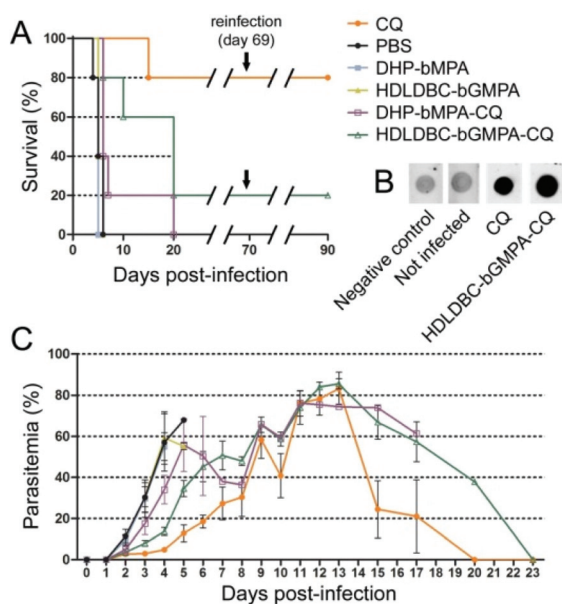 A
reinfection
(day 69)
CQ
PBS
DHP-bMPA
HDLDBC-bGMPA
DHP-bMPA-CQ
HDLDBC-bGMPA-CQ
Survival (%)
100
80
60
40
20
0
0 10 20 70 90
Days post-infection
B
Negative control
Not infected
CQ
HDLDBC-bGMPA-CQ
C
Parasitemia (%)
100
80
60
40
20
0
0 1 2 3 4 5 6 7 8 9 10 11 12 13 15 17 20 23
Days post-infection